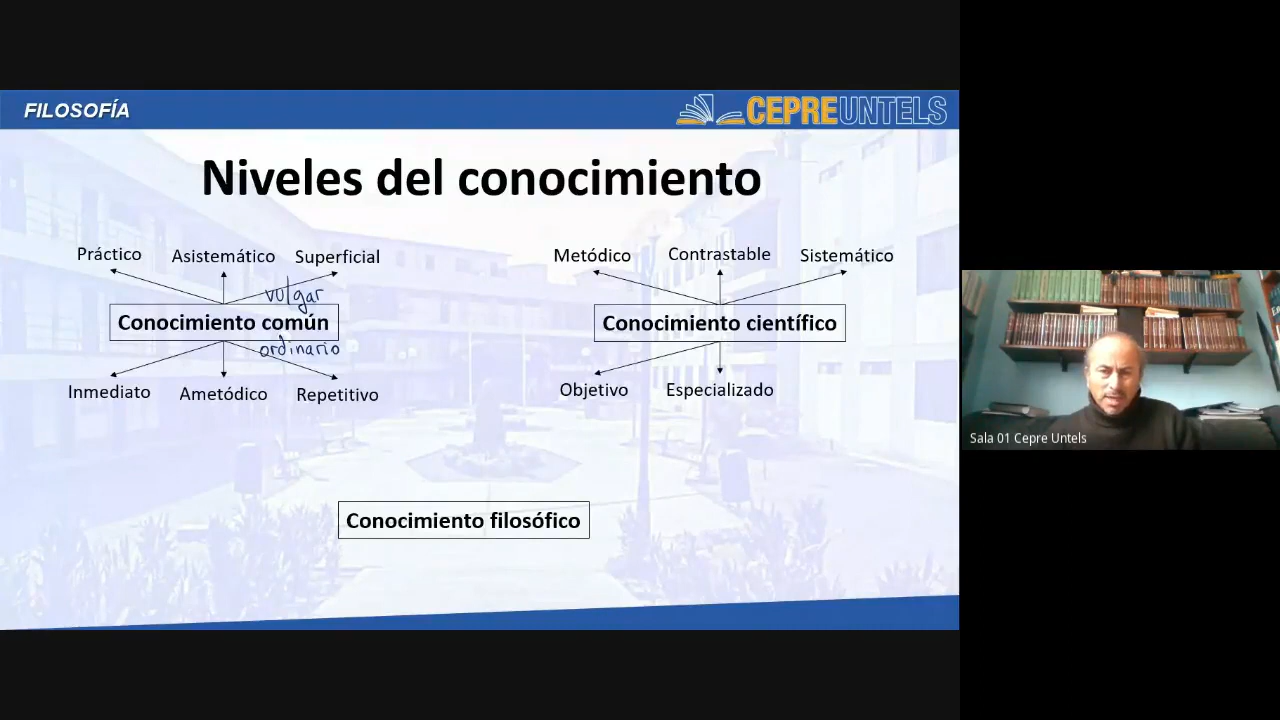 FILOSOFÍA
CEPREUNTELS
Niveles del conocimiento
Práctico Asistemático Superficial
vulgar
Conocimiento común
ordinario
Inmediato Ametódico Repetitivo
Metódico Contrastable Sistemático
Conocimiento científico
Objetivo Especializado
Conocimiento filosófico
Sala 01 Cepre Untels